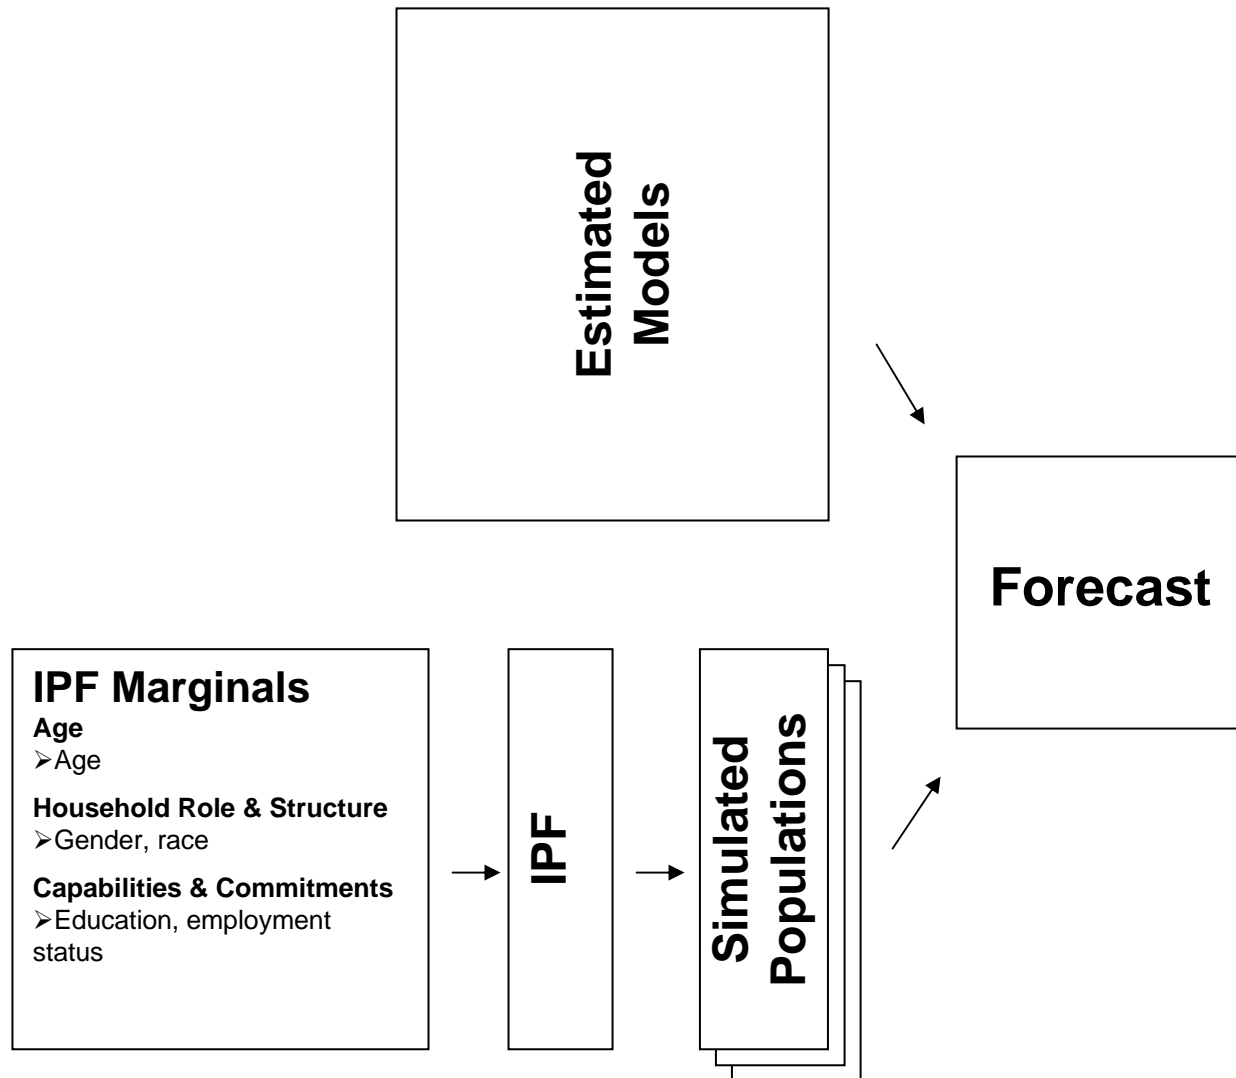 Estimated
Models
Forecast
IPF Marginals
Age
➢Age
Household Role & Structure
➢Gender, race
Capabilities & Commitments
➢Education, employment
status
IPF
Simulated
Populations